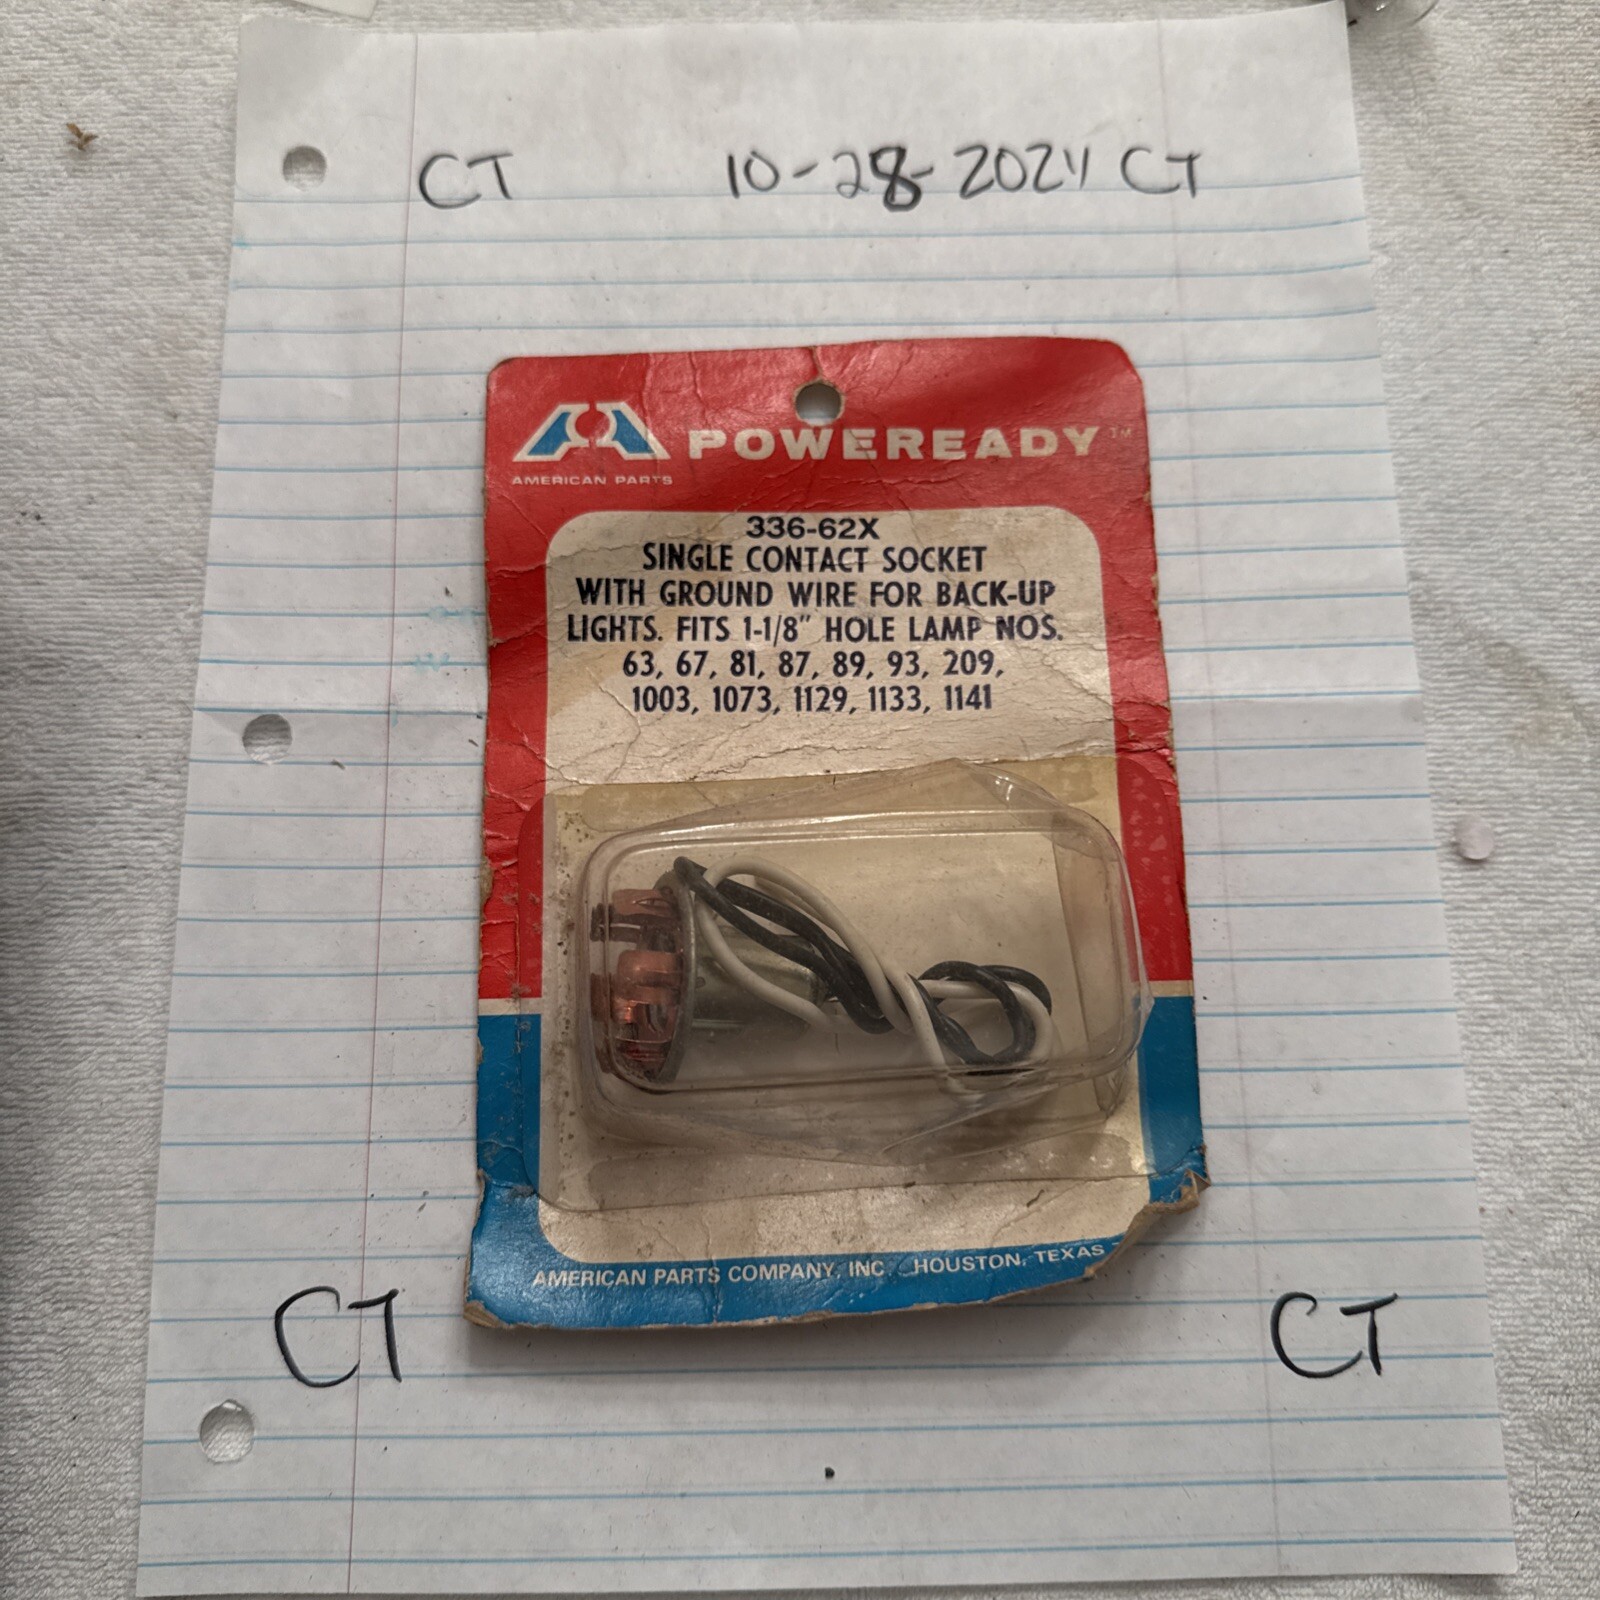 CT 10-28-2024 CT
POWEREADY™
AMERICAN PARTS
336-62X
SINGLE CONTACT SOCKET
WITH GROUND WIRE FOR BACK-UP
LIGHTS. FITS 1-1/8" HOLE LAMP NOS.
63, 67, 81, 87, 89, 93, 209,
1003, 1073, 1129, 1133, 1141
AMERICAN PARTS COMPANY, INC. HOUSTON, TEXAS
CT CT